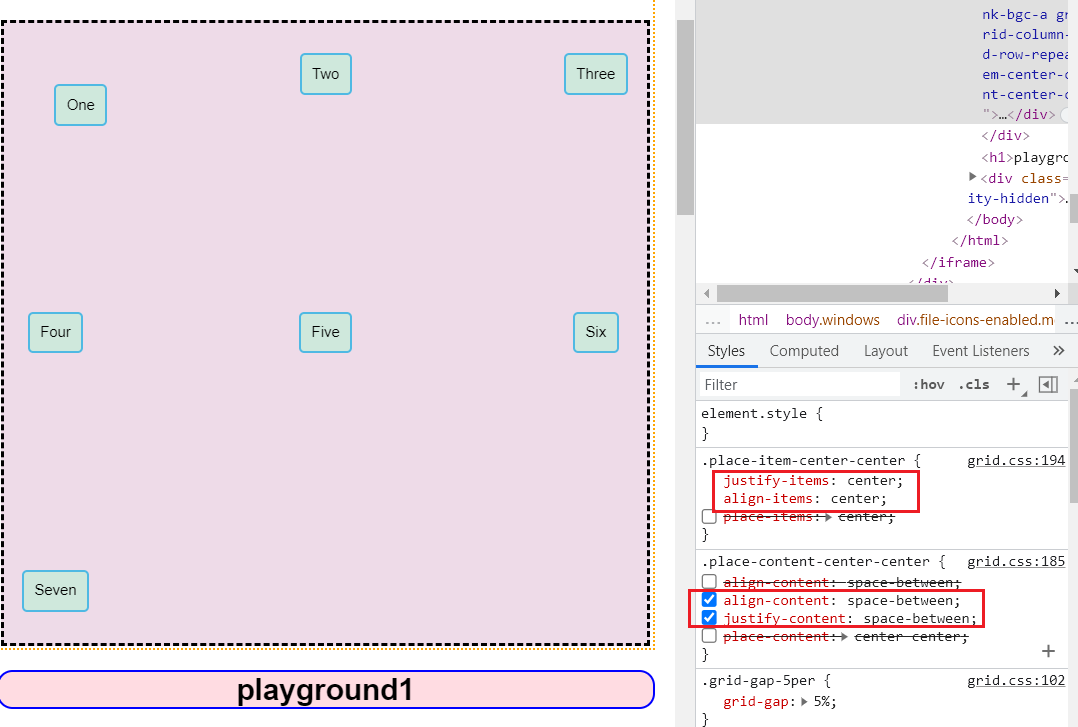 One
Two
Three
Four
Five
Six
Seven
playground1
nk-bgc-a gr
rid-column-
d-row-repea
em-center-c
nt-center-c
">…</div>
</div>
<h1>playgro
<div class=
ity-hidden">…
</body>
</html>
</iframe>
</div>
... html body.windows div.file-icons-enabled.m ...
Styles Computed Layout Event Listeners »
Filter :hov .cls +
element.style {
}
.place-item-center-center { grid.css:194
justify-items: center;
align-items: center;
place-items: center;
}
.place-content-center-center { grid.css:185
align-content: space-between;
align-content: space-between;
justify-content: space-between;
place-content: center center;
}
.grid-gap-5per { grid.css:102
grid-gap: 5%;
}